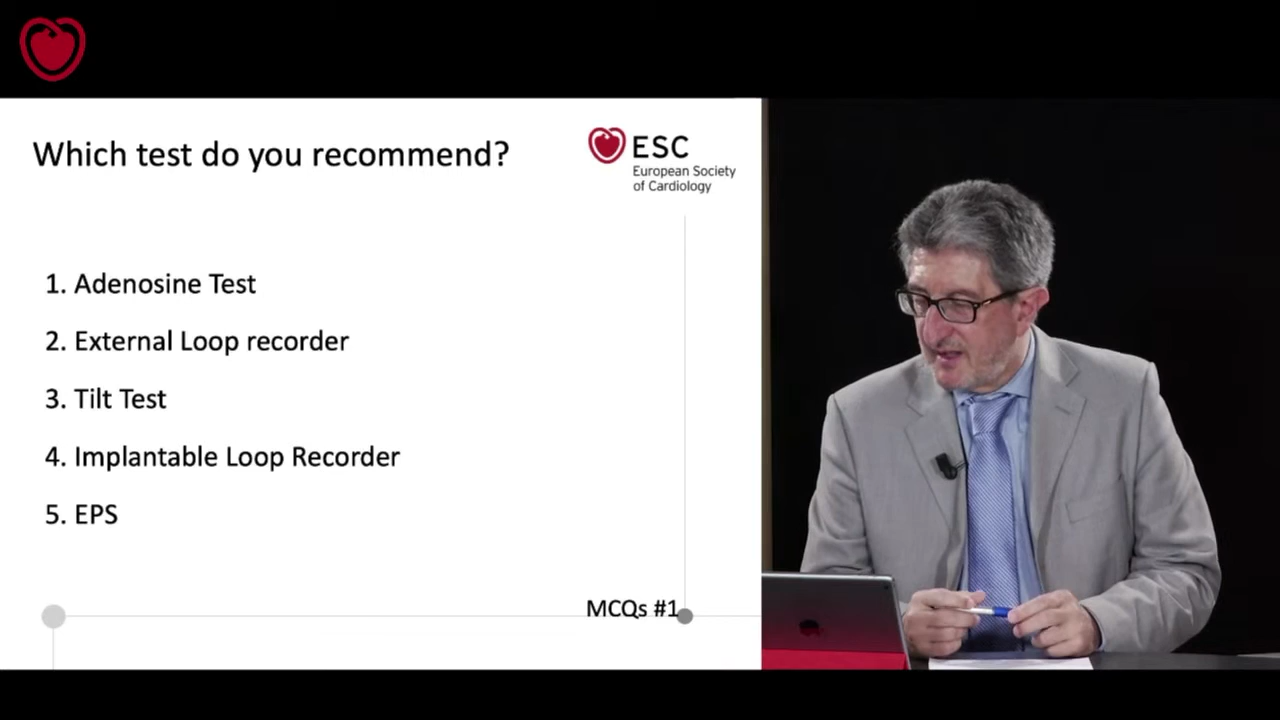 Which test do you recommend?
ESC
European Society
of Cardiology
1. Adenosine Test
2. External Loop recorder
3. Tilt Test
4. Implantable Loop Recorder
5. EPS
MCQs #1